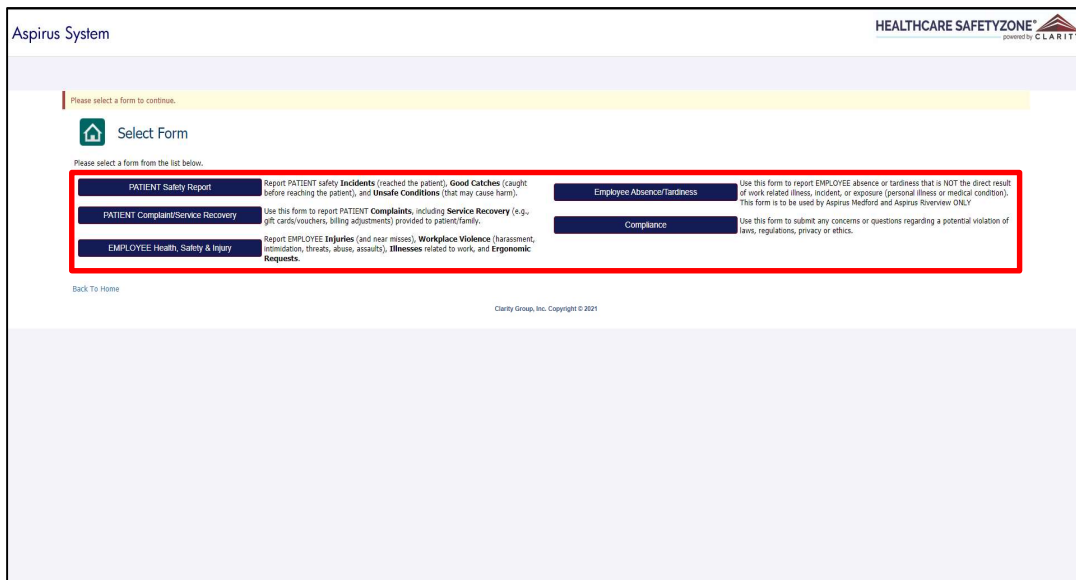 Aspirus System
HEALTHCARE SAFETYZONE®
powered by CLARITY
Please select a form to continue.
Select Form
Please select a form from the list below.
PATIENT Safety Report
Report PATIENT safety Incidents (reached the patient), Good Catches (caught
before reaching the patient), and Unsafe Conditions (that may cause harm).
PATIENT Complaint/Service Recovery
Use this form to report PATIENT Complaints, including Service Recovery (e.g.,
gift cards/vouchers, billing adjustments) provided to patient/family.
EMPLOYEE Health, Safety & Injury
Report EMPLOYEE Injuries (and near misses), Workplace Violence (harassment,
intimidation, threats, abuse, assaults), Illnesses related to work, and Ergonomic
Requests.
Employee Absence/Tardiness
Use this form to report EMPLOYEE absence or tardiness that is NOT the direct result
of work related illness, incident, or exposure (personal illness or medical condition).
This form is to be used by Aspirus Medford and Aspirus Riverview ONLY
Compliance
Use this form to submit any concerns or questions regarding a potential violation of
laws, regulations, privacy or ethics.
Back To Home
Clarity Group, Inc. Copyright © 2021